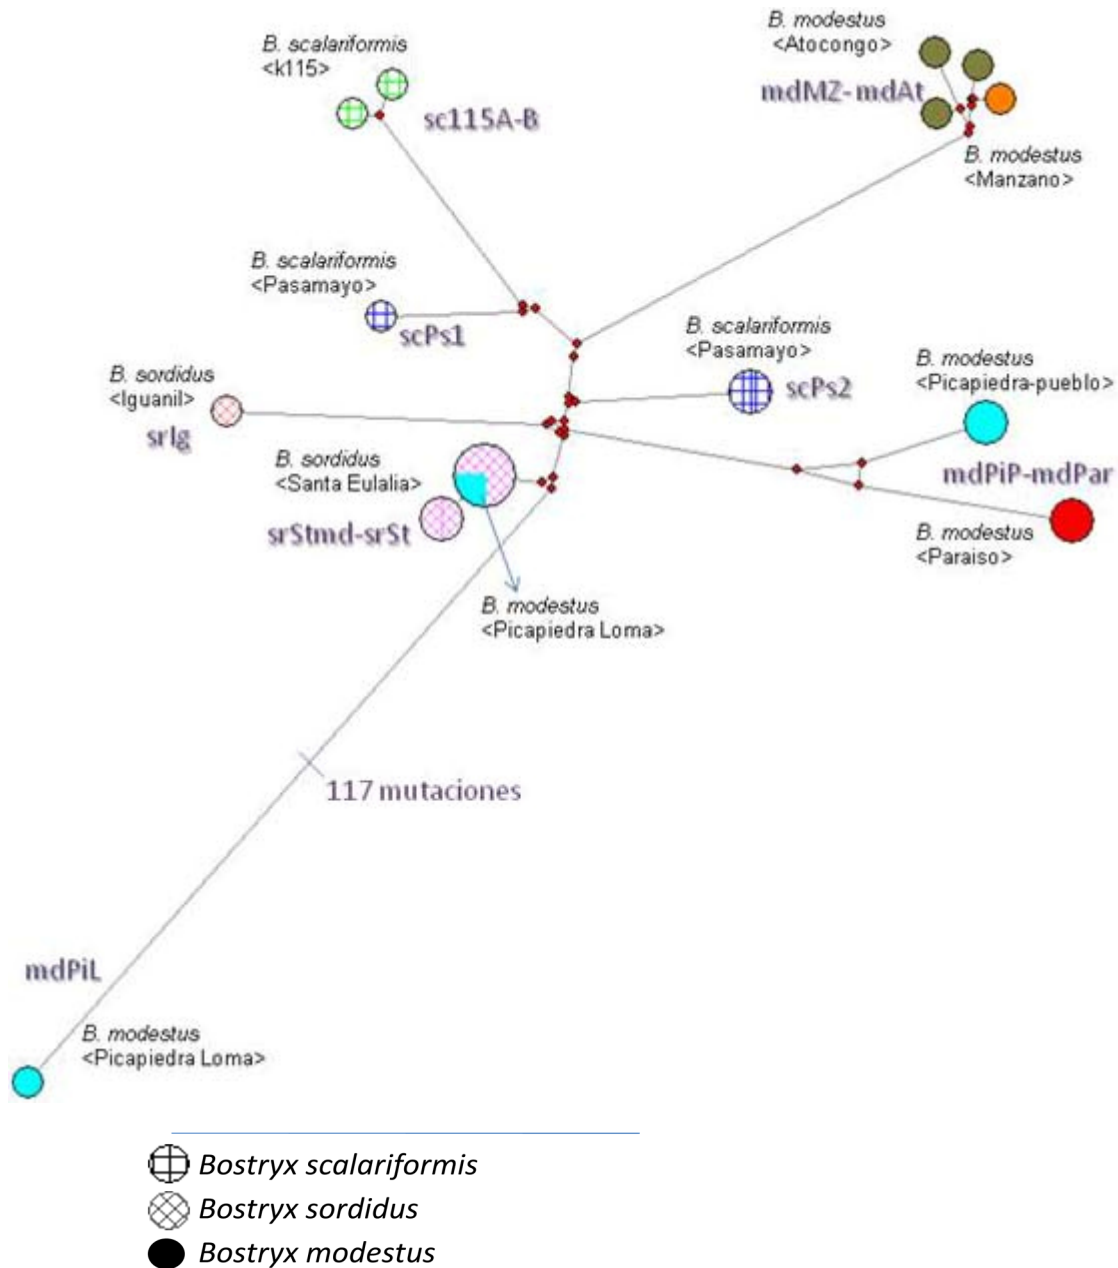 B. modestus
<Atocongo>
mdMZ-mdAt
B. scalariformis
<k115>
sc115A-B
B. modestus
<Manzano>
B. scalariformis
<Pasamayo>
scPs1
B. scalariformis
<Pasamayo>
scPs2
B. modestus
<Picapiedra-pueblo>
B. sordidus
<Iguanil>
srIg
B. sordidus
<Santa Eulalia>
srStmd-srSt
mdPiP-mdPar
B. modestus
<Paraiso>
B. modestus
<Picapiedra Loma>
117 mutaciones
mdPiL
B. modestus
<Picapiedra Loma>
Bostryx scalariformis
Bostryx sordidus
Bostryx modestus